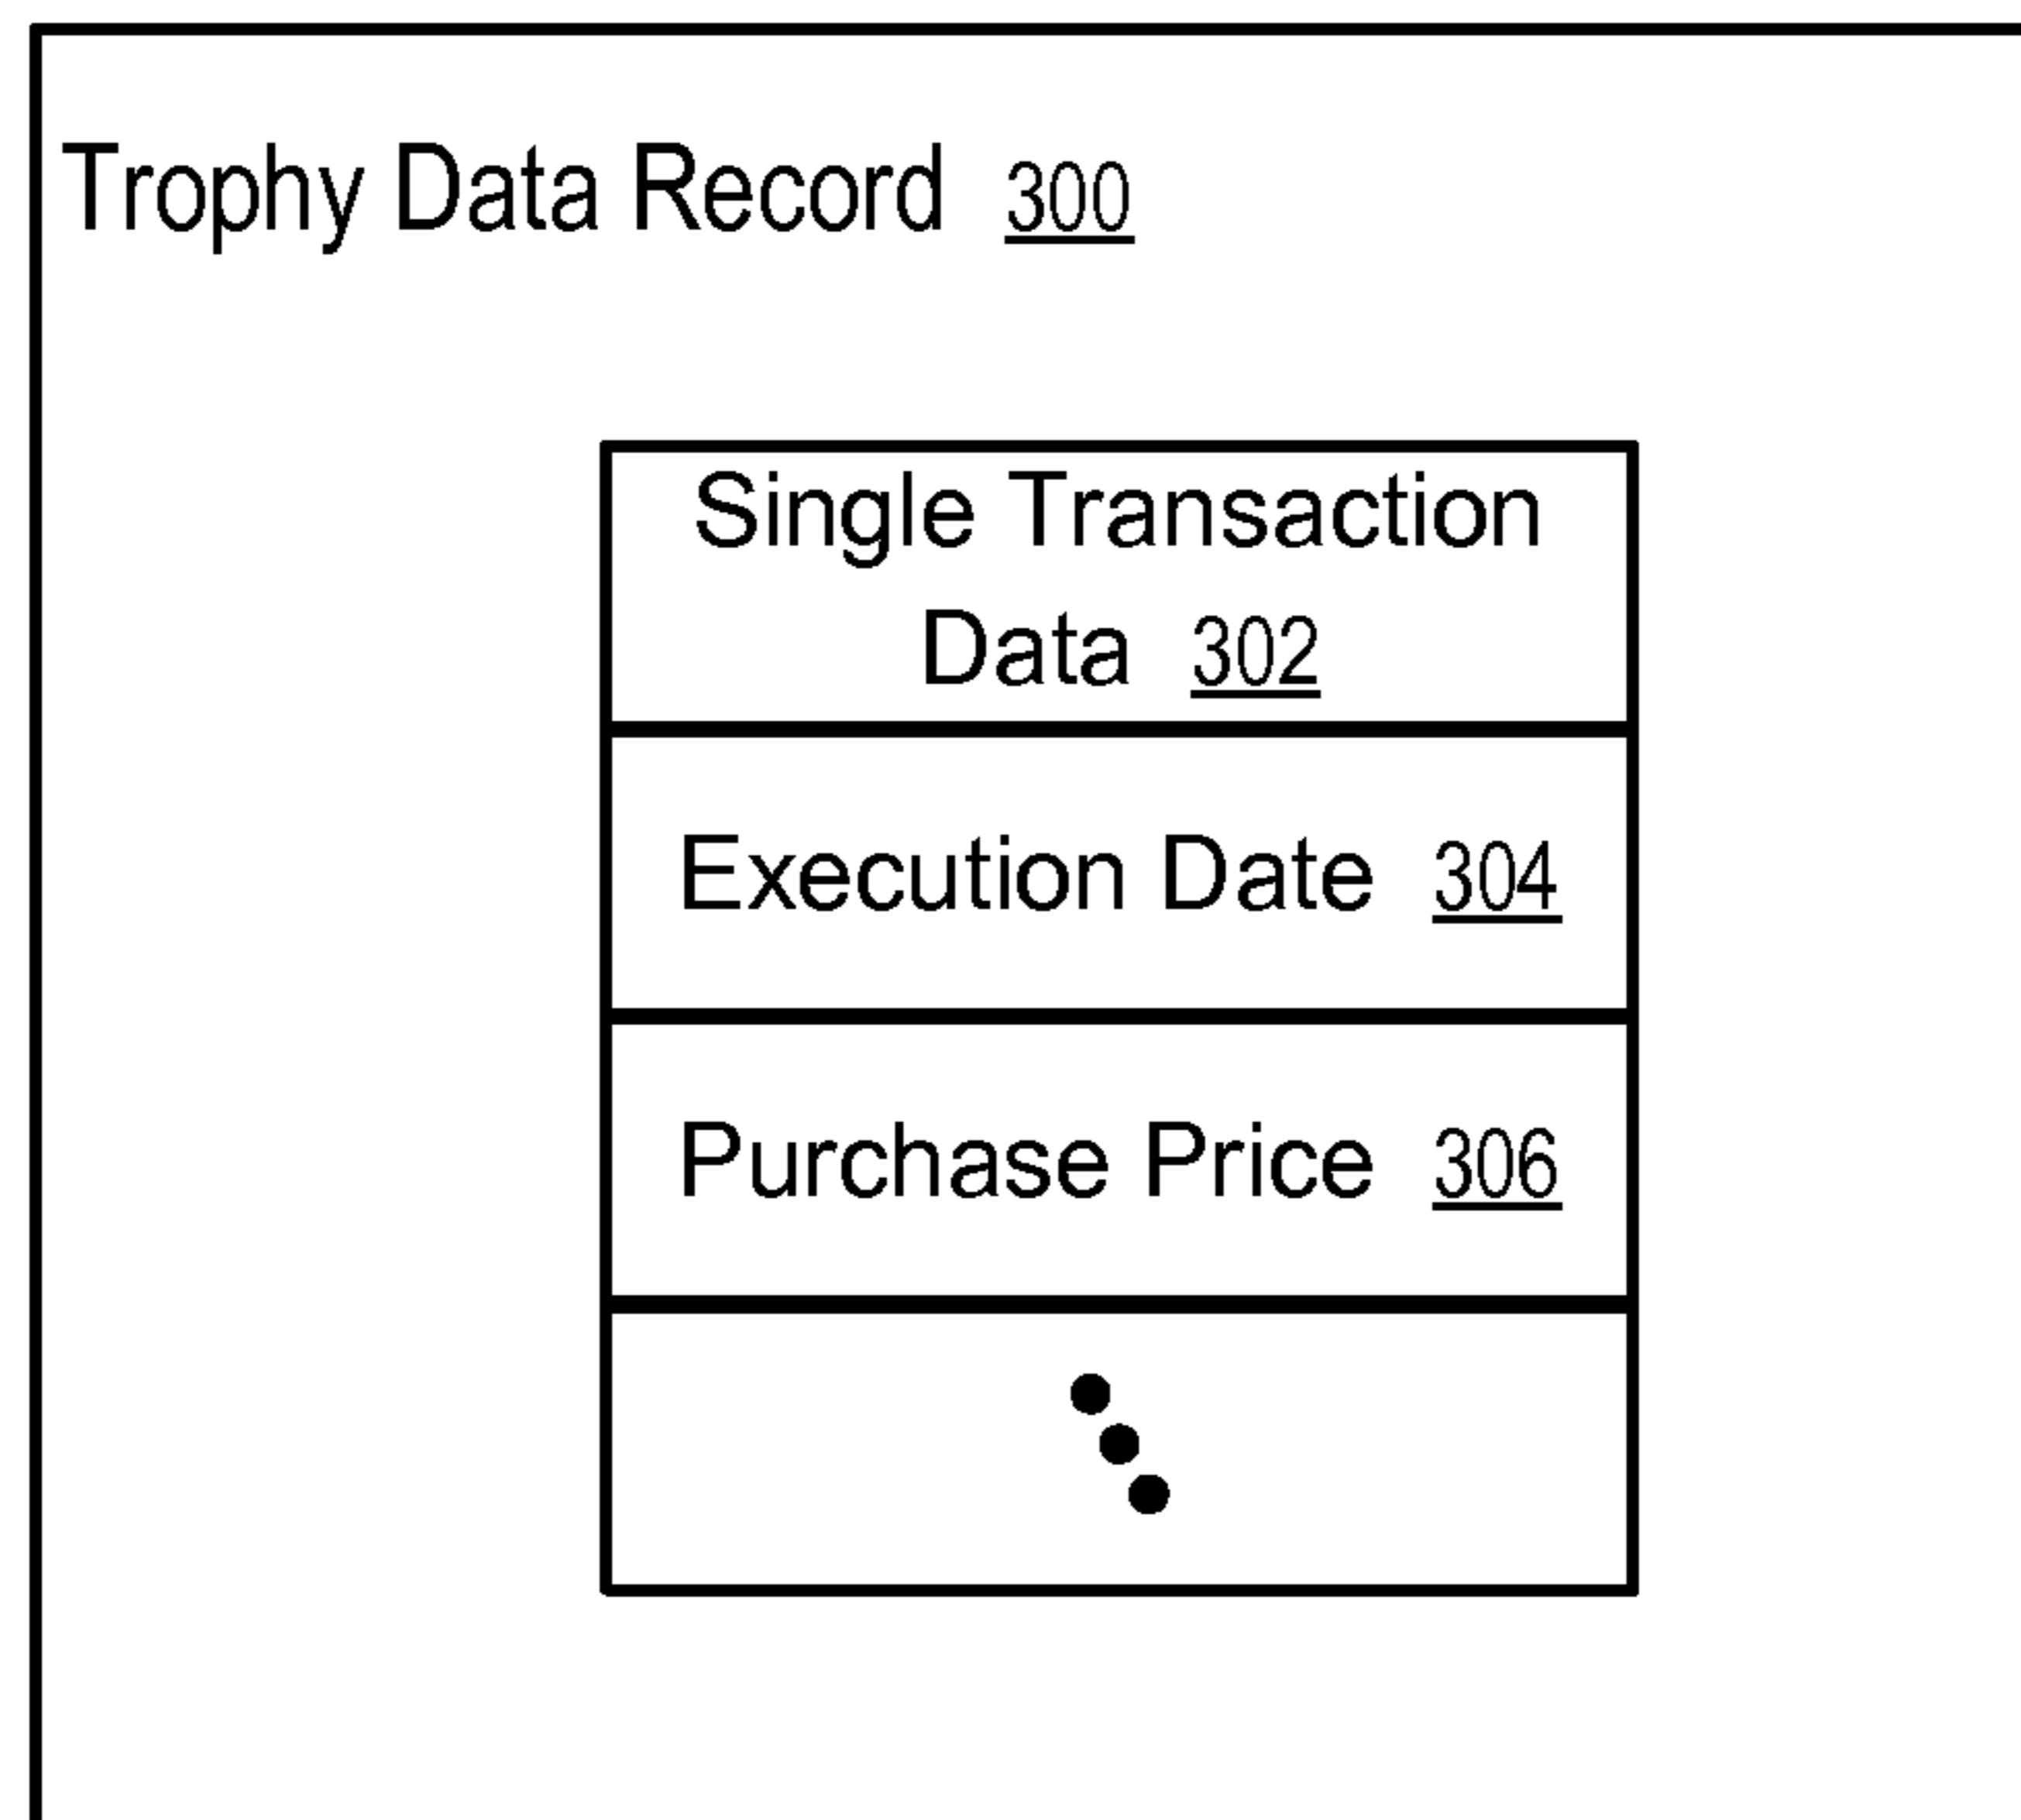 Trophy Data Record 300
Single Transaction
Data 302
Execution Date 304
Purchase Price 306